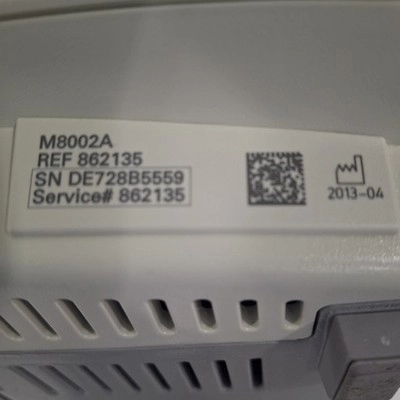 M8002A
REF 862135
SN DE728B5559
Service# 862135
2013-04